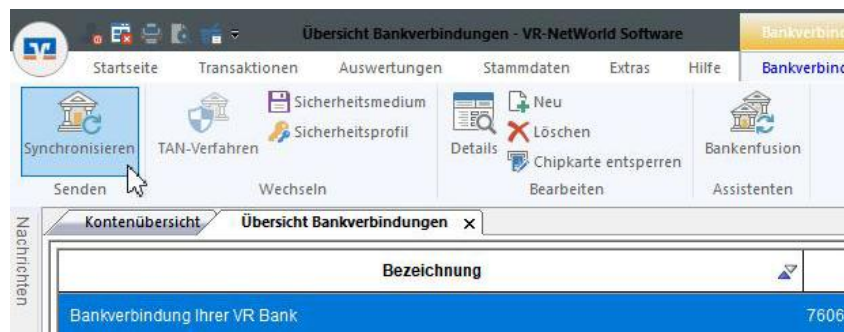 Übersicht Bankverbindungen - VR-NetWorld Software
Startseite Transaktionen Auswertungen Stammdaten Extras Hilfe
Synchronisieren
Senden
TAN-Verfahren
Sicherheitsmedium
Sicherheitsprofil
Wechseln
Details
Neu
Löschen
Chipkarte entsperren
Bearbeiten
Bankenfusion
Assistenten
Nachrichten
Kontenübersicht Übersicht Bankverbindungen x
Bezeichnung
Bankverbindung Ihrer VR Bank 7606